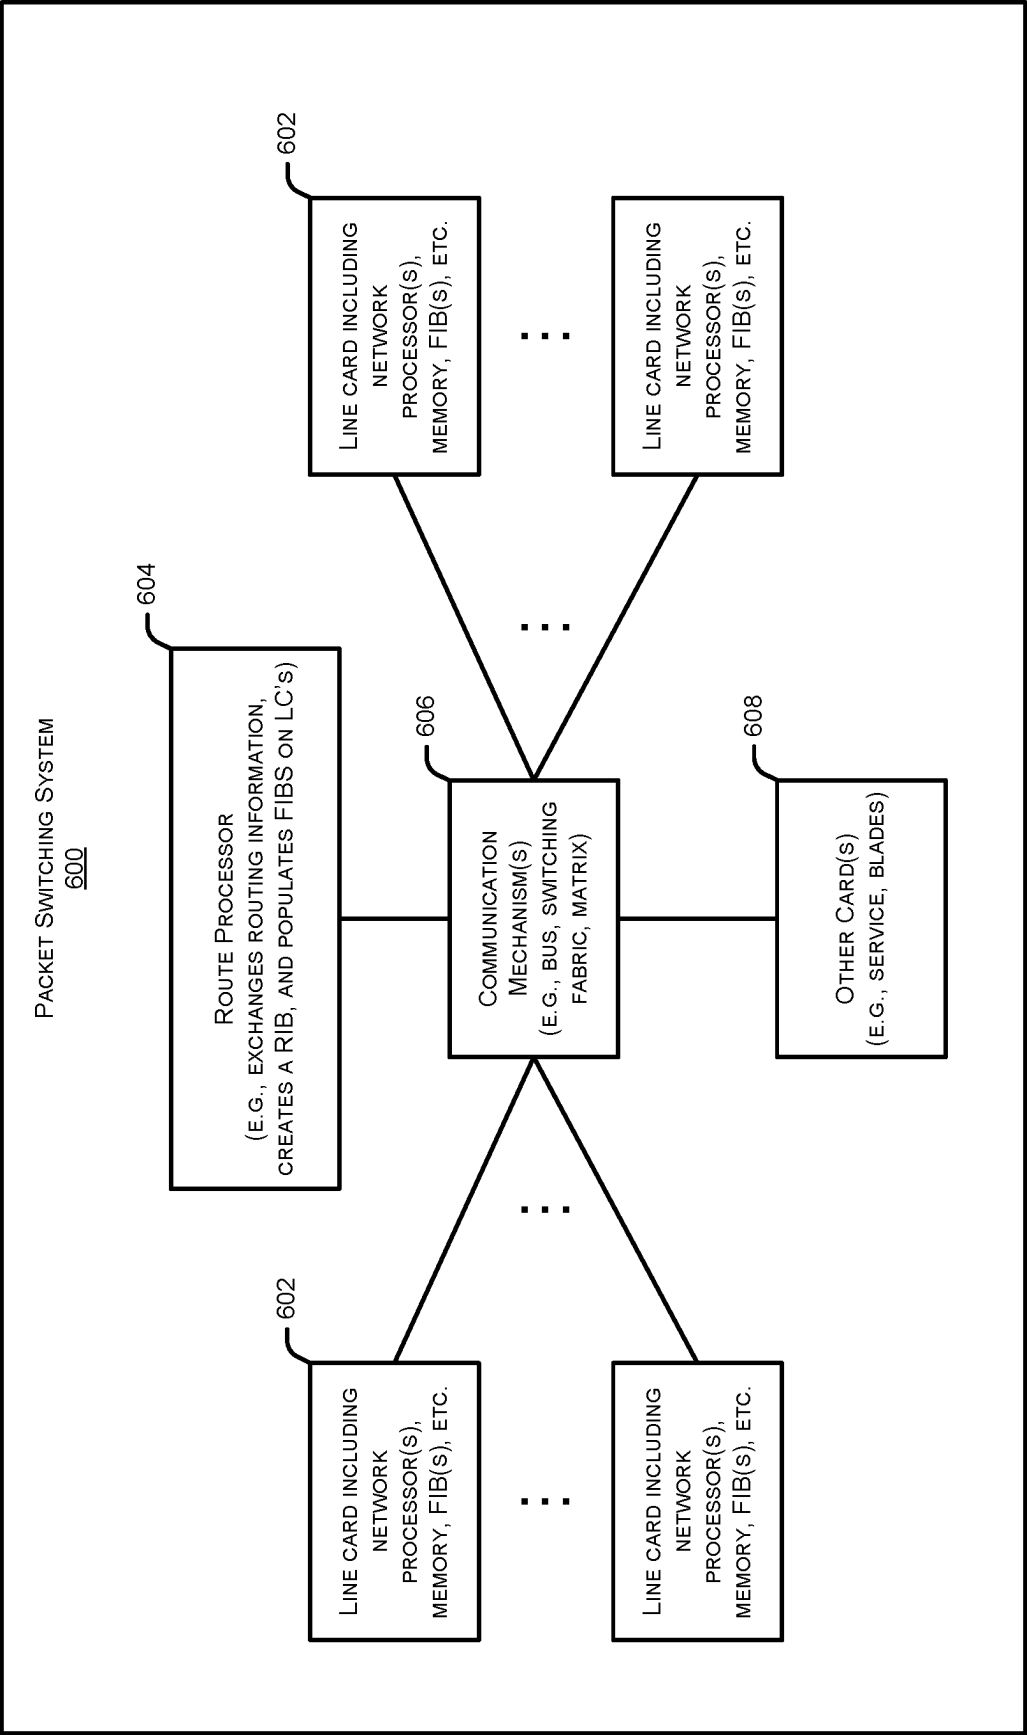 PACKET SWITCHING SYSTEM
600
604
ROUTE PROCESSOR
(E.G., EXCHANGES ROUTING INFORMATION,
CREATES A RIB, AND POPULATES FIBS ON LC'S)
602
LINE CARD INCLUDING
NETWORK
PROCESSOR(S),
MEMORY, FIB(S), ETC.
602
LINE CARD INCLUDING
NETWORK
PROCESSOR(S),
MEMORY, FIB(S), ETC.
606
COMMUNICATION
MECHANISM(S)
(E.G., BUS, SWITCHING
FABRIC, MATRIX)
...
...
...
...
LINE CARD INCLUDING
NETWORK
PROCESSOR(S),
MEMORY, FIB(S), ETC.
LINE CARD INCLUDING
NETWORK
PROCESSOR(S),
MEMORY, FIB(S), ETC.
608
OTHER CARD(S)
(E.G., SERVICE, BLADES)